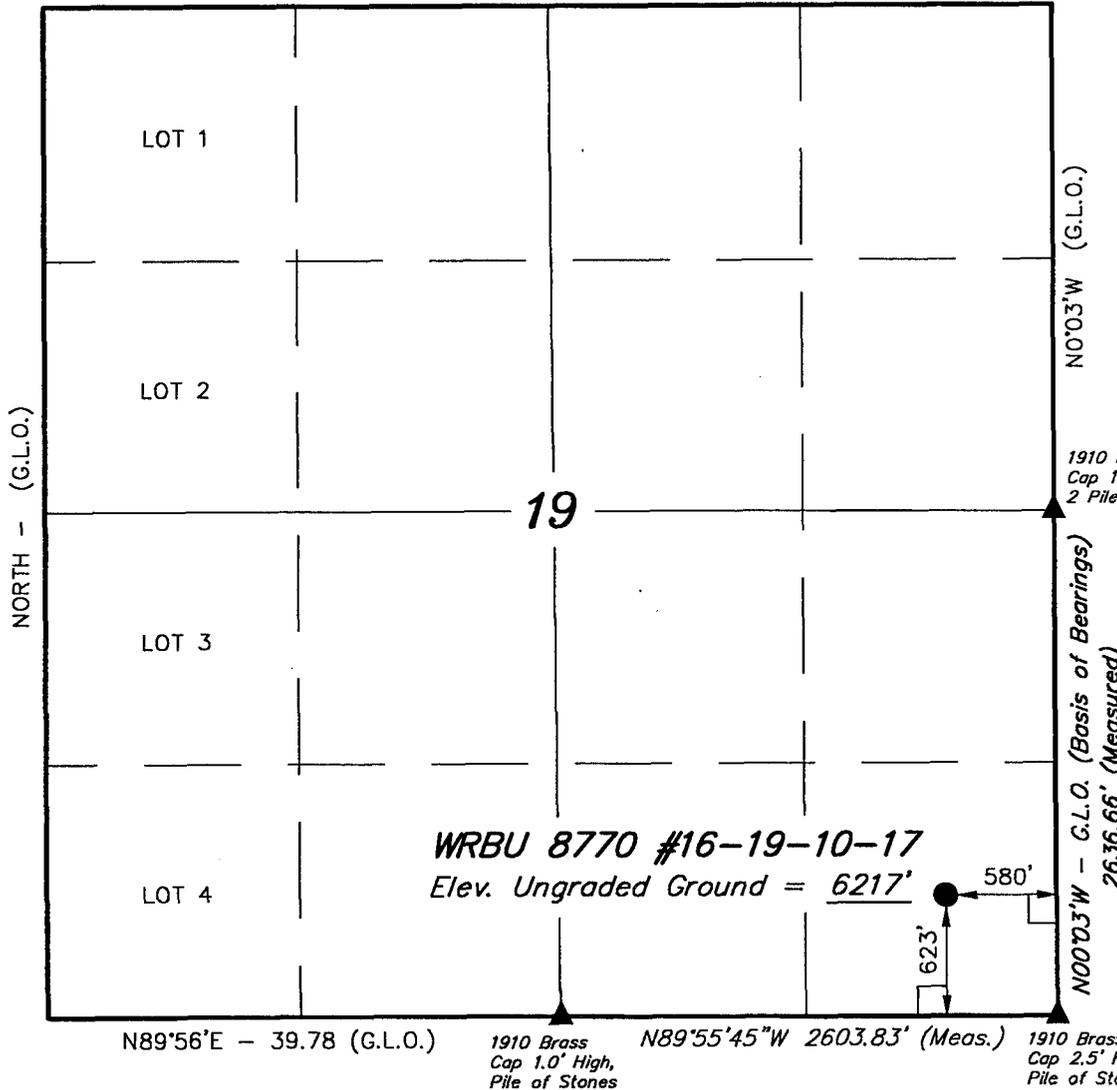 LOT 1
N0°03'W (G.L.O.)
LOT 2
NORTH - (G.L.O.)
1910
Cap
2 Pile
19
LOT 3
N00°03'W - G.L.O. (Basis of Bearings)
2636.66' (Measured)
WRBU 8770 #16-19-10-17
Elev. Ungraded Ground = 6217'
580'
LOT 4
623'
N89°56'E - 39.78 (G.L.O.)
1910 Brass
Cap 1.0' High,
Pile of Stones
N89°55'45"W 2603.83' (Meas.)
1910 Brass
Cap 2.5'
Pile of